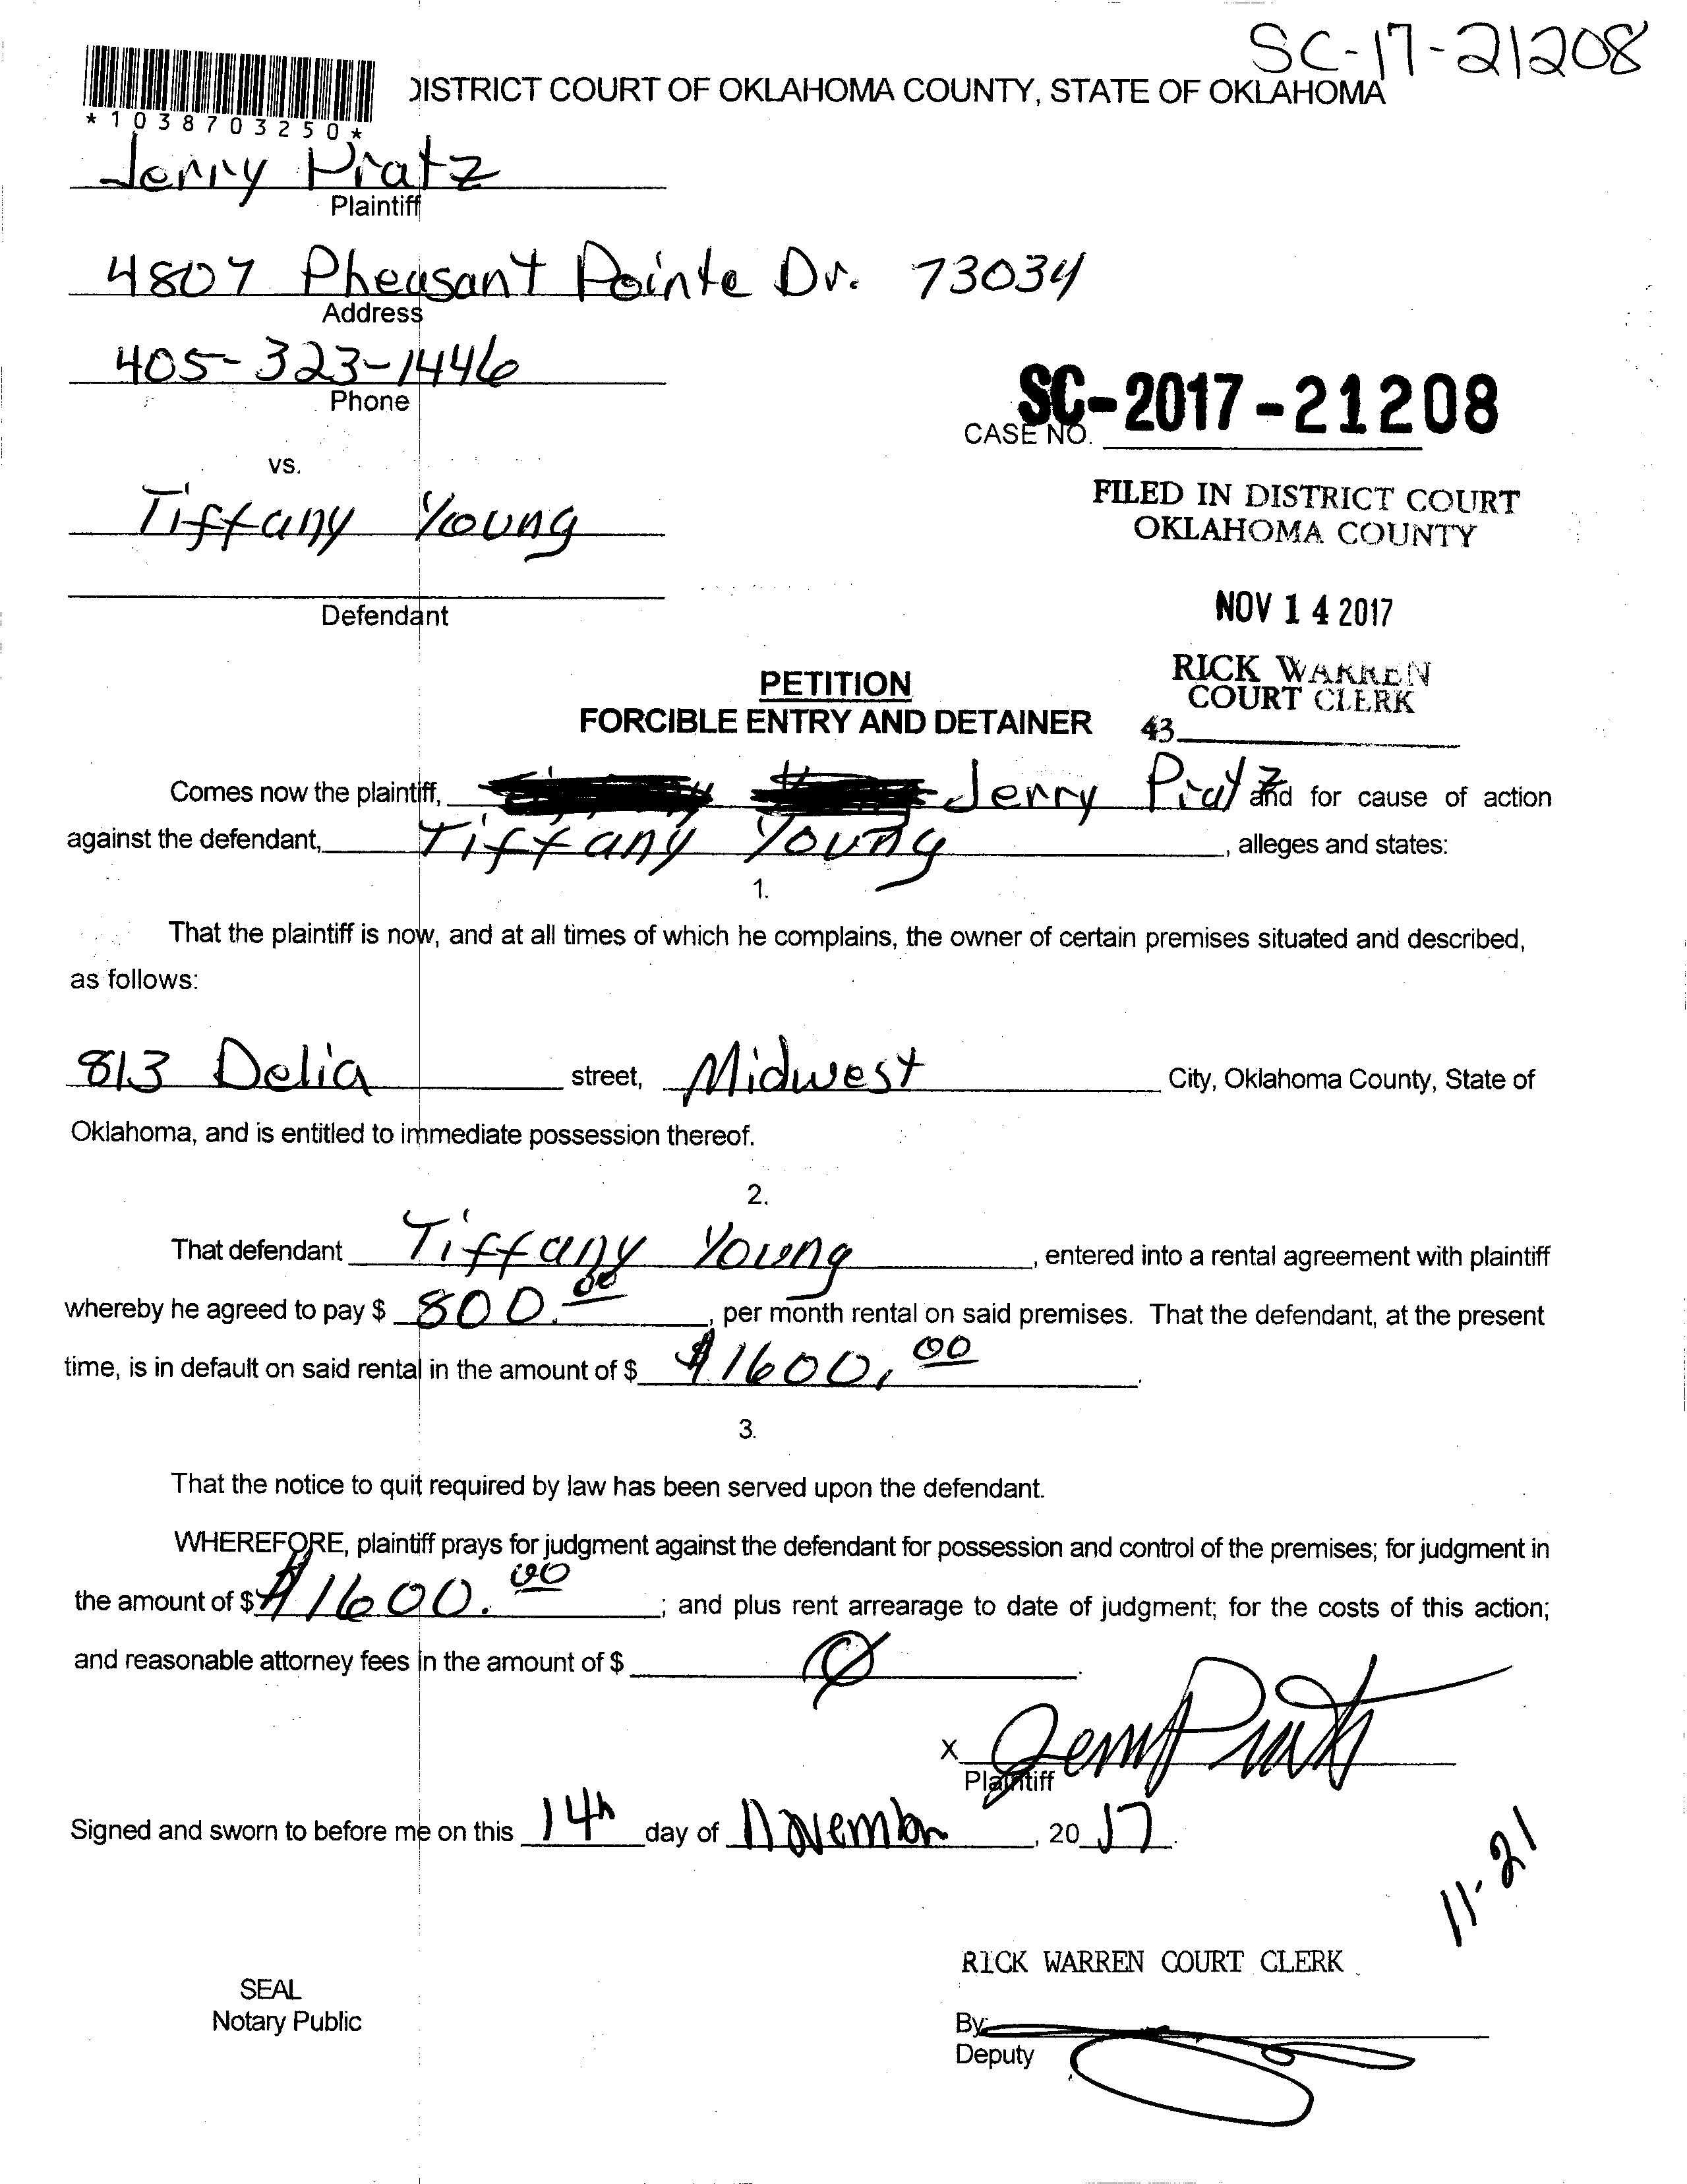 SC-17-21208
DISTRICT COURT OF OKLAHOMA COUNTY, STATE OF OKLAHOMA
*1038703250*
Jerry Pratz
Plaintiff
4807 Pheasant Pointe Dr. 73034
Address
405-323-1446
Phone
SC-2017-21208
CASE NO.
vs.
Tiffany Young
FILED IN DISTRICT COURT
OKLAHOMA COUNTY
Defendant
NOV 14 2017
RICK WARREN
COURT CLERK
43
PETITION
FORCIBLE ENTRY AND DETAINER
Comes now the plaintiff, Jerry Pratz and for cause of action
against the defendant, Tiffany Young, alleges and states:
1.
That the plaintiff is now, and at all times of which he complains, the owner of certain premises situated and described,
as follows:
813 Delia street, Midwest City, Oklahoma County, State of
Oklahoma, and is entitled to immediate possession thereof.
2.
That defendant Tiffany Young, entered into a rental agreement with plaintiff
whereby he agreed to pay $ 800.00, per month rental on said premises. That the defendant, at the present
time, is in default on said rental in the amount of $ $1600,00.
3.
That the notice to quit required by law has been served upon the defendant.
WHEREFORE, plaintiff prays for judgment against the defendant for possession and control of the premises; for judgment in
the amount of $ $1600.00; and plus rent arrearage to date of judgment; for the costs of this action;
and reasonable attorney fees in the amount of $ Ø.
x Jerry Pratz
Plaintiff
Signed and sworn to before me on this 14th day of November, 20 17.
11-21
RICK WARREN COURT CLERK
SEAL
Notary Public
By:
Deputy